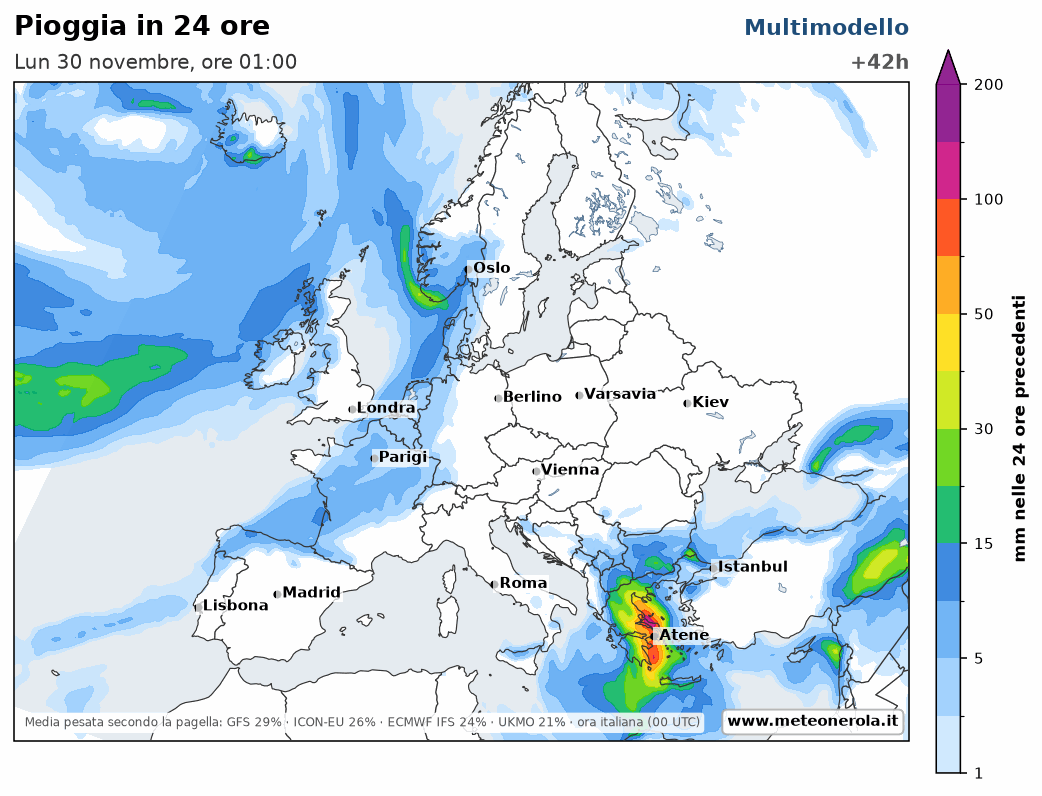 Pioggia in 24 ore
Multimodello
Lun 30 novembre, ore 01:00
+42h
200
100
50
30
15
5
1
mm nelle 24 ore precedenti
Oslo
Berlino
Varsavia
Kiev
Londra
Parigi
Vienna
Istanbul
Roma
Madrid
Lisbona
Atene
Media pesata secondo la pagella: GFS 29% · ICON-EU 26% · ECMWF IFS 24% · UKMO 21% · ora italiana (00 UTC)
www.meteonerola.it